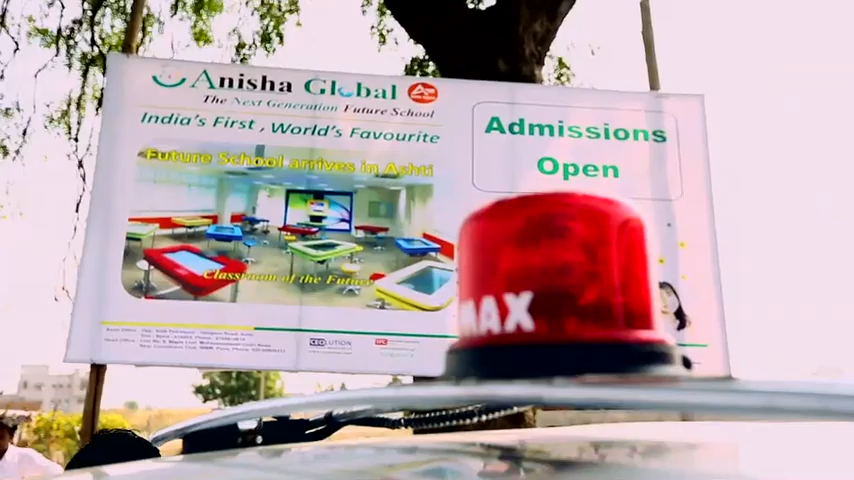 Anisha Global
The Next Generation Future School
India's First , World's Favourite
Future School arrives in Ashti
Classroom of the Future
Admissions
Open
CEOLUTION
MAX